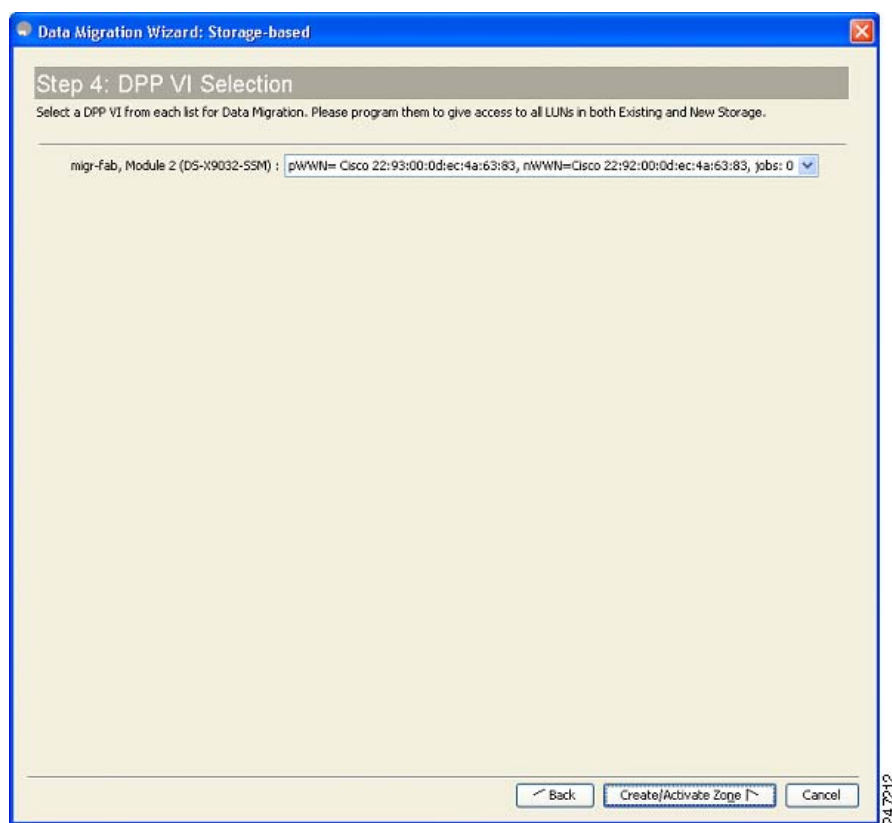 Data Migration Wizard: Storage-based
Step 4: DPP VI Selection
Select a DPP VI from each list for Data Migration. Please program them to give access to all LUNs in both Existing and New Storage.
migr-fab, Module 2 (DS-X9032-SSM) : pWWN= Cisco 22:93:00:0d:ec:4a:63:83, nWWN=Cisco 22:92:00:0d:ec:4a:63:83, jobs: 0
Back Create/Activate Zone Cancel
247212